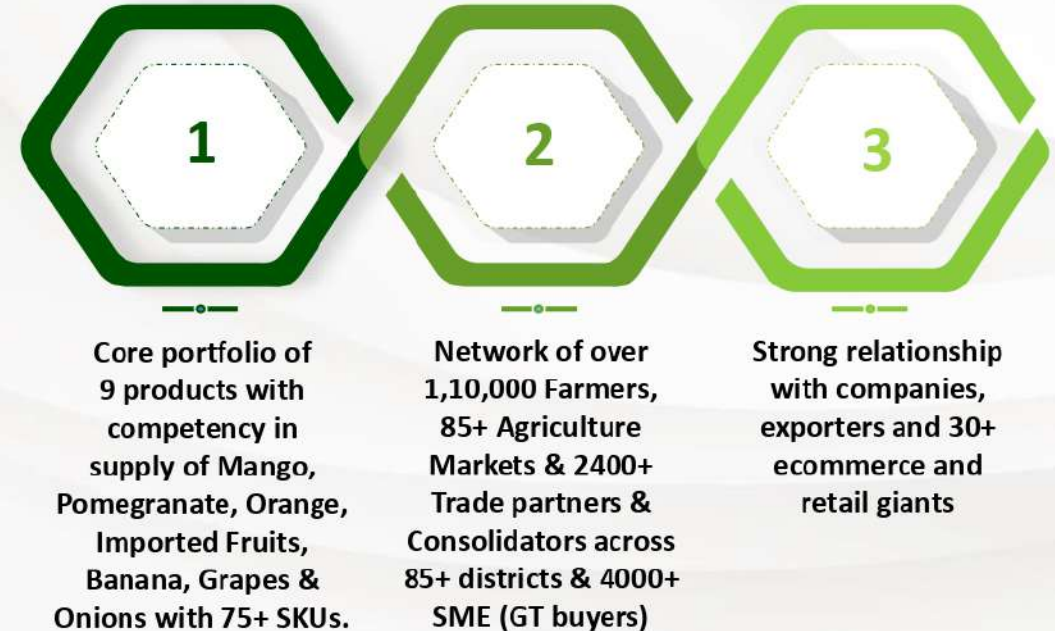 1
Core portfolio of
9 products with
competency in
supply of Mango,
Pomegranate, Orange,
Imported Fruits,
Banana, Grapes &
Onions with 75+ SKUs.
2
Network of over
1,10,000 Farmers,
85+ Agriculture
Markets & 2400+
Trade partners &
Consolidators across
85+ districts & 4000+
SME (GT buyers)
3
Strong relationship
with companies,
exporters and 30+
ecommerce and
retail giants